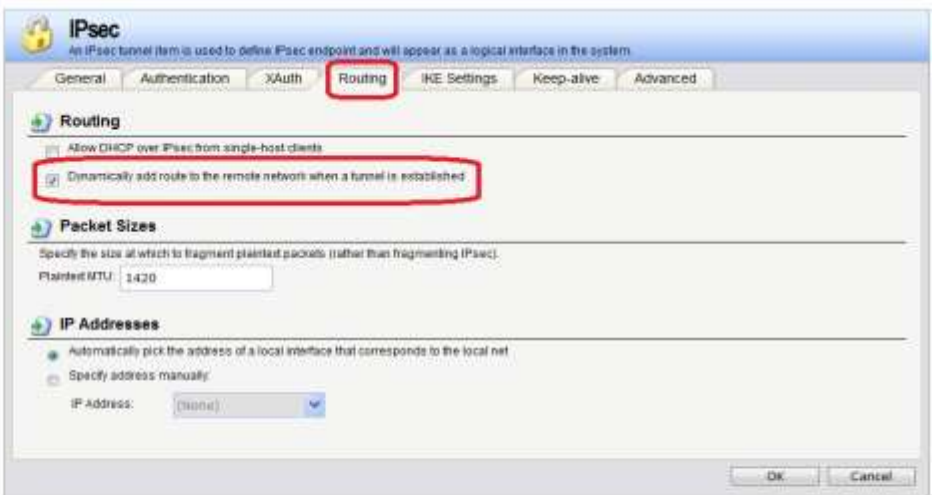 IPsec
An IPsec tunnel item is used to define IPsec endpoint and will appear as a logical interface in the system.
General Authentication XAuth Routing IKE Settings Keep-alive Advanced
Routing
Allow DHCP over IPsec from single-host clients
Dynamically add route to the remote network when a tunnel is established
Packet Sizes
Specify the size at which to fragment plaintext packets (rather than fragmenting IPsec).
Plaintext MTU: 1420
IP Addresses
Automatically pick the address of a local interface that corresponds to the local net
Specify address manually:
IP Address: (None)
OK Cancel